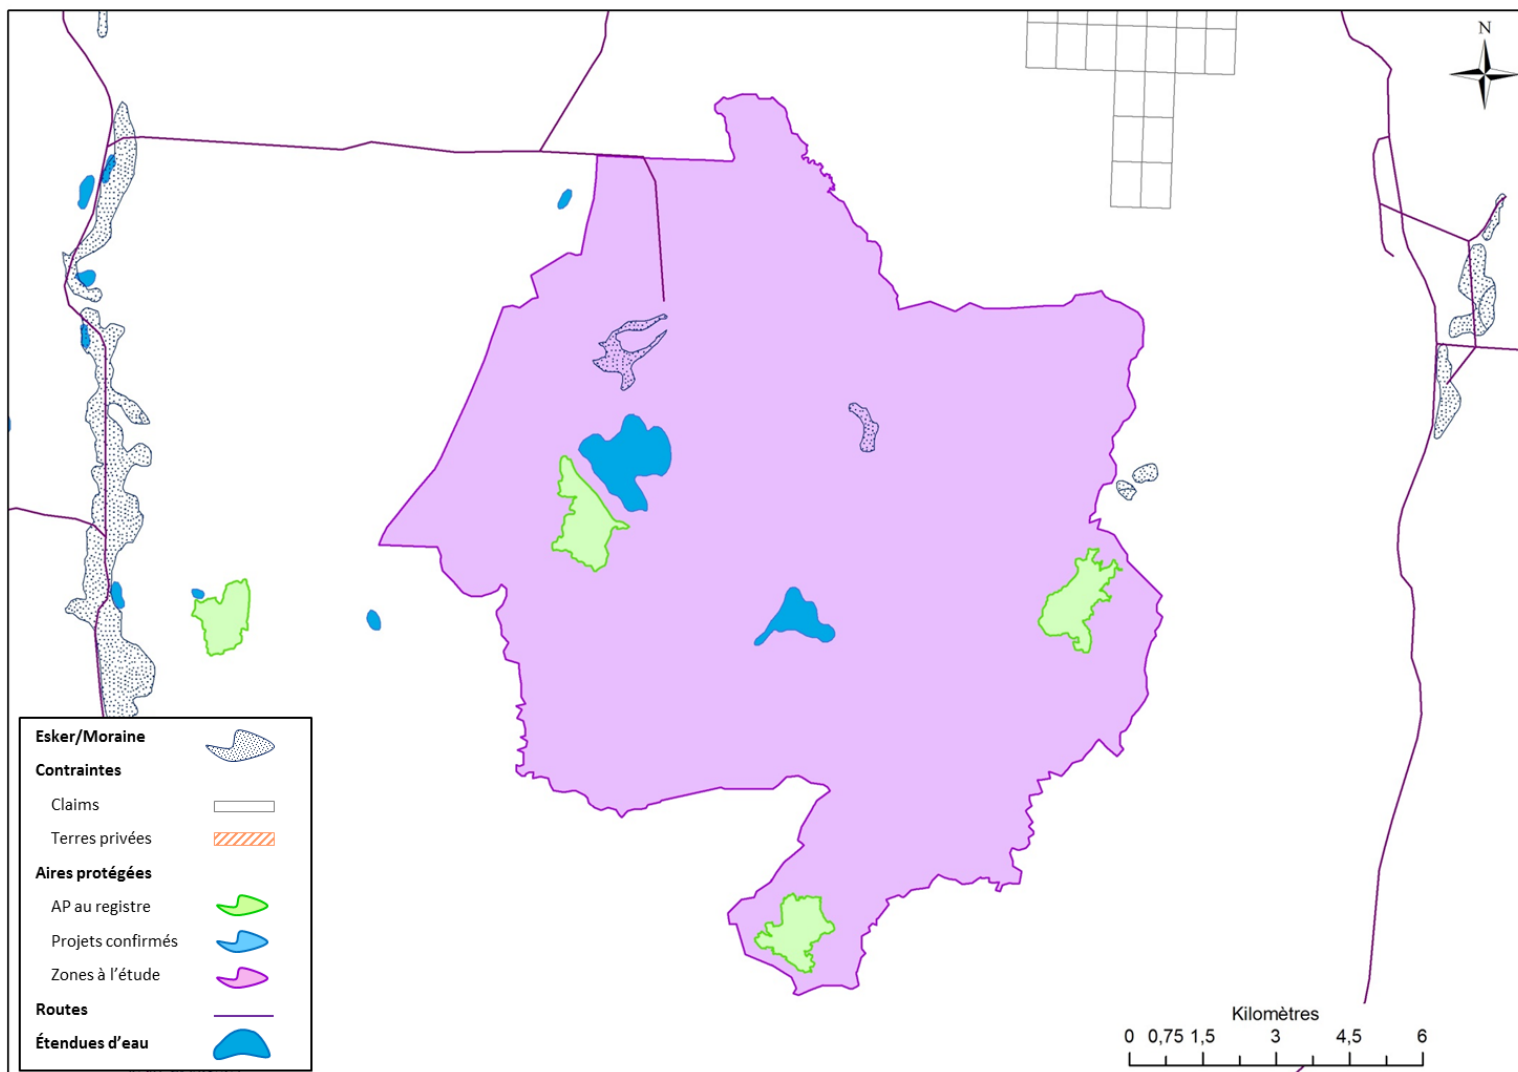 N
Esker/Moraine
Contraintes
Claims
Terres privées
Aires protégées
AP au registre
Projets confirmés
Zones à l'étude
Routes
Étendues d'eau
Kilomètres
0 0,75 1,5 3 4,5 6